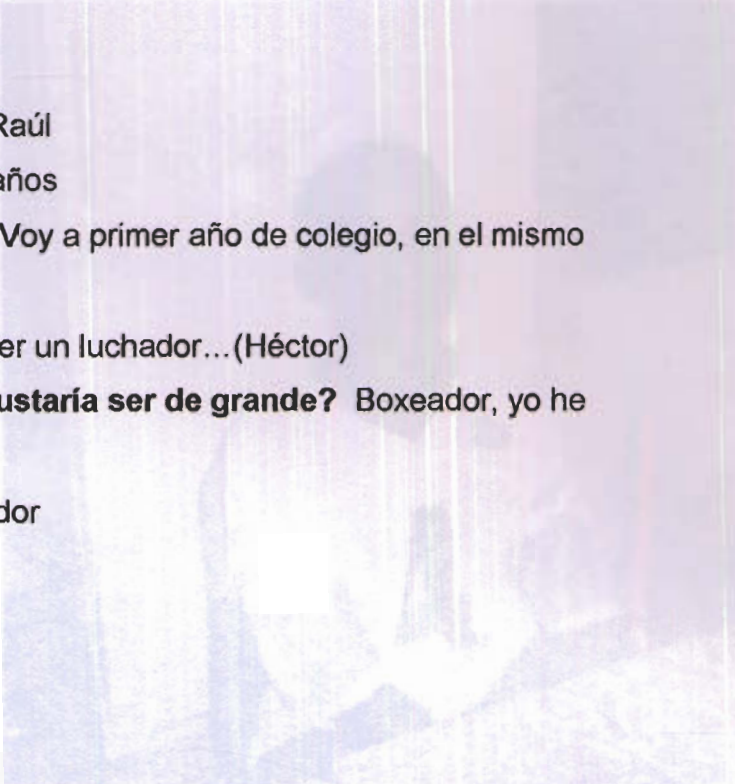 Raúl
años
Voy a primer año de colegio, en el mismo
er un luchador...(Héctor)
ustaría ser de grande? Boxeador, yo he
dor